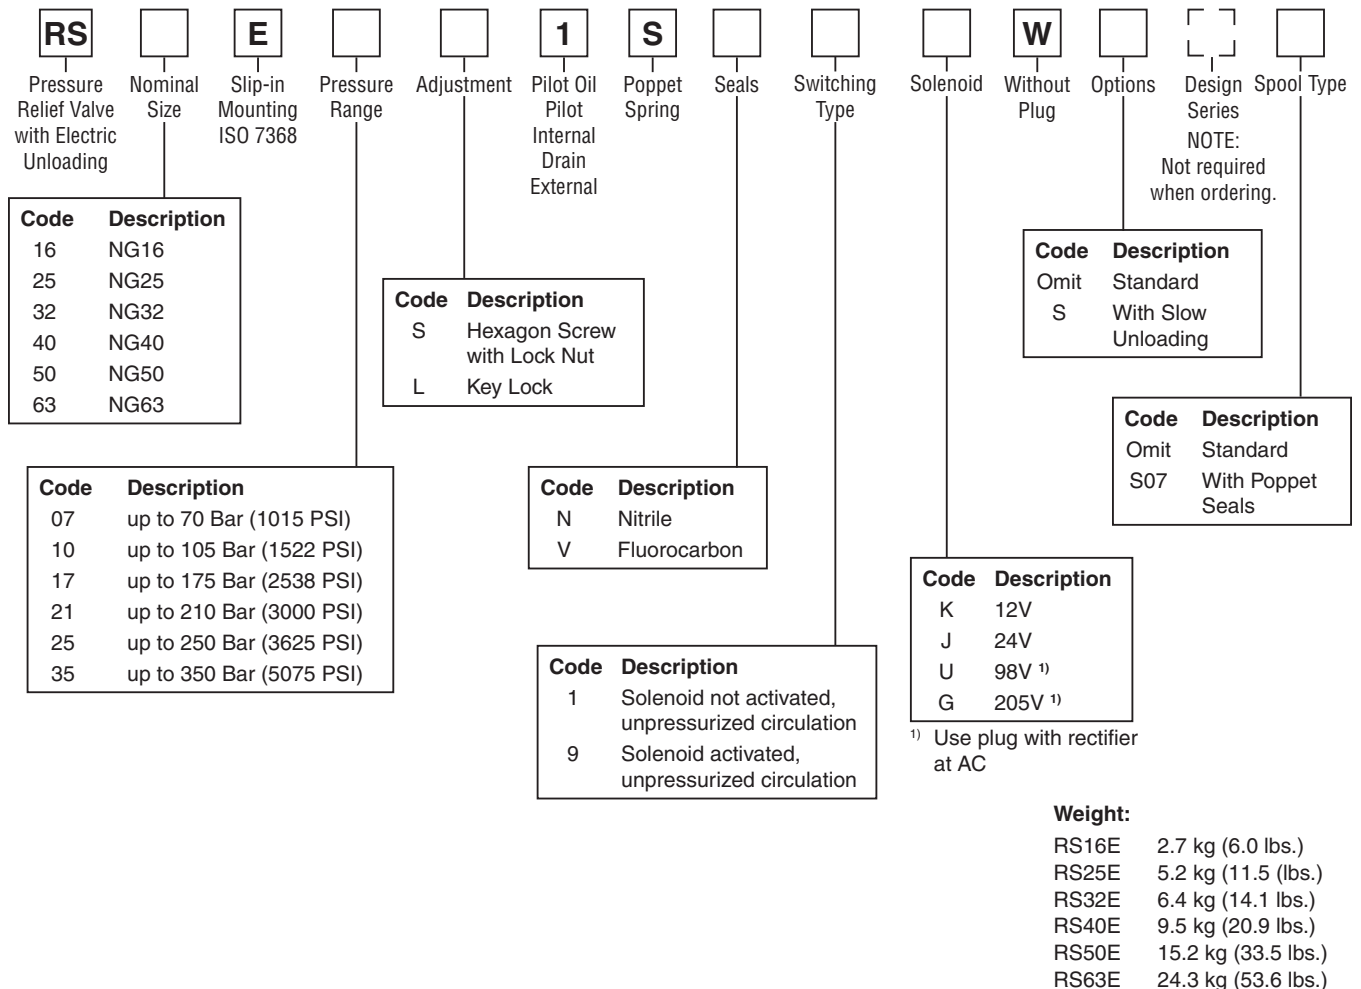 RS E 1 S W
Pressure
Relief Valve
with Electric
Unloading
Nominal
Size
Slip-in
Mounting
ISO 7368
Pressure
Range
Adjustment
Pilot Oil
Pilot
Internal
Drain
External
Poppet
Spring
Seals
Switching
Type
Solenoid
Without
Plug
Options
Design
Series
NOTE:
Not required
when ordering.
Spool Type
Code Description
16 NG16
25 NG25
32 NG32
40 NG40
50 NG50
63 NG63
Code Description
07 up to 70 Bar (1015 PSI)
10 up to 105 Bar (1522 PSI)
17 up to 175 Bar (2538 PSI)
21 up to 210 Bar (3000 PSI)
25 up to 250 Bar (3625 PSI)
35 up to 350 Bar (5075 PSI)
Code Description
S Hexagon Screw
with Lock Nut
L Key Lock
Code Description
N Nitrile
V Fluorocarbon
Code Description
1 Solenoid not activated,
unpressurized circulation
9 Solenoid activated,
unpressurized circulation
Code Description
K 12V
J 24V
U 98V 1)
G 205V 1)
1) Use plug with rectifier
at AC
Code Description
Omit Standard
S With Slow
Unloading
Code Description
Omit Standard
S07 With Poppet
Seals
Weight:
RS16E 2.7 kg (6.0 lbs.)
RS25E 5.2 kg (11.5 (lbs.)
RS32E 6.4 kg (14.1 lbs.)
RS40E 9.5 kg (20.9 lbs.)
RS50E 15.2 kg (33.5 lbs.)
RS63E 24.3 kg (53.6 lbs.)